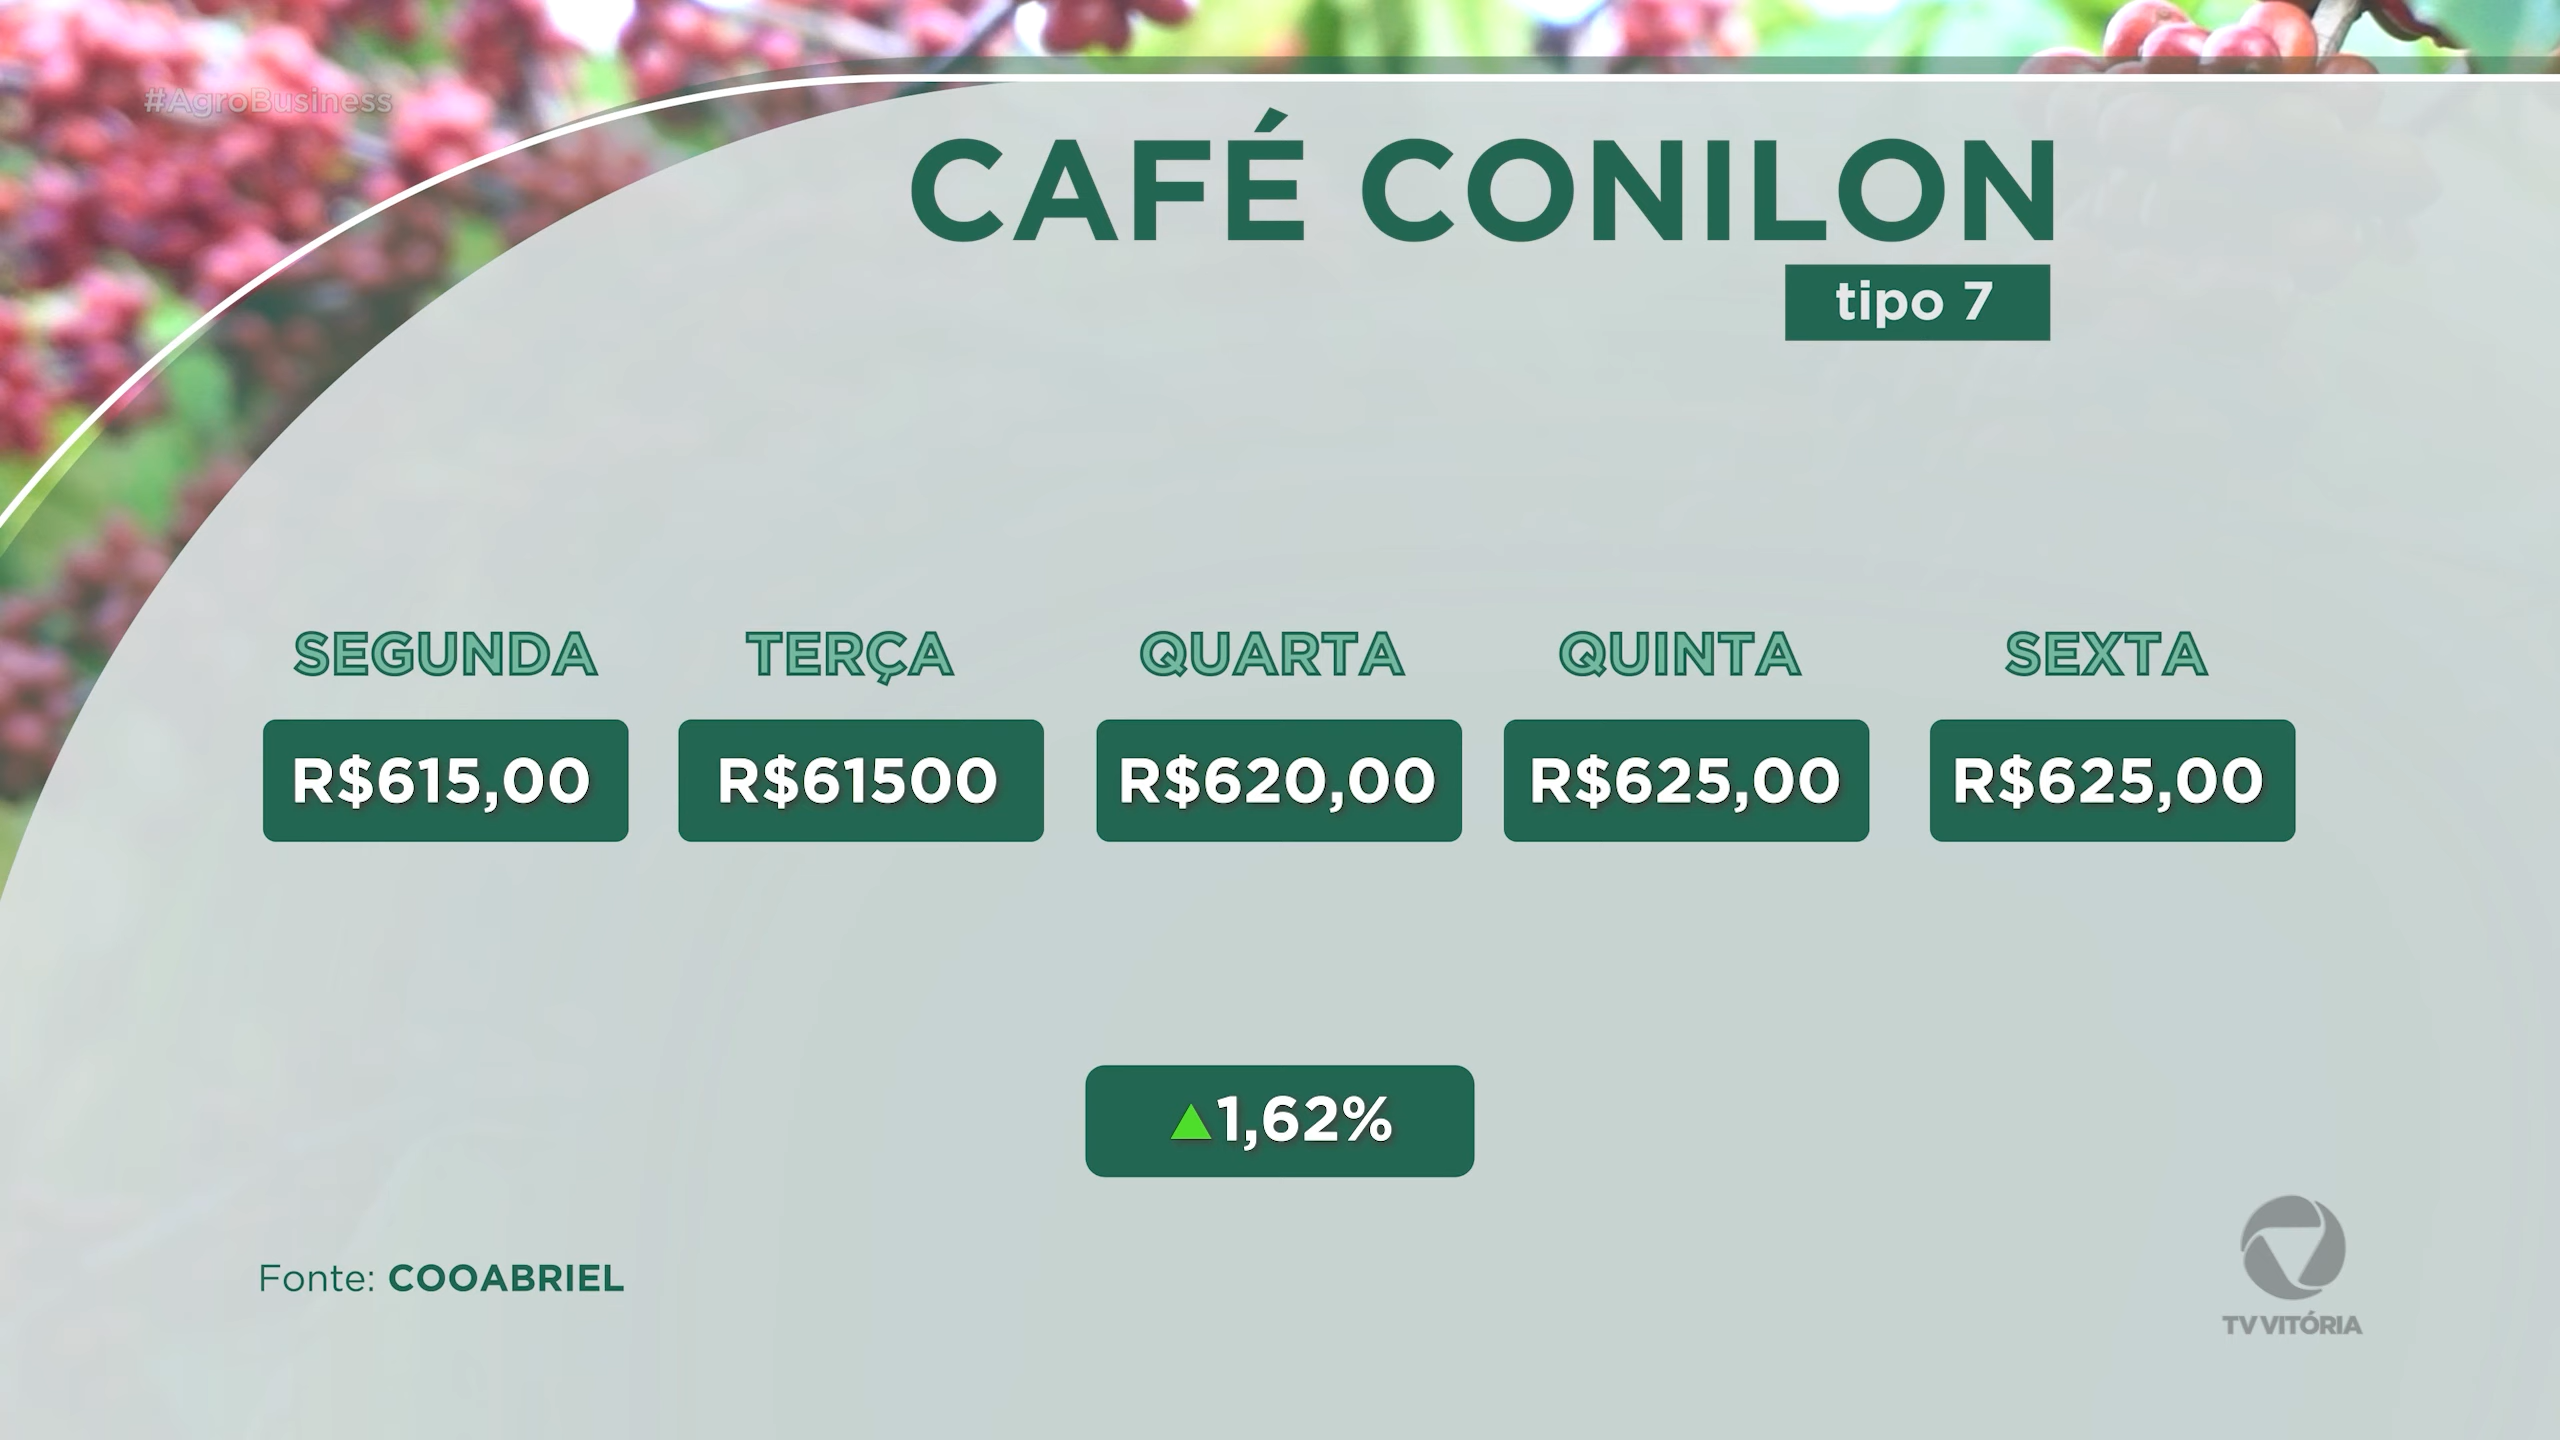 #AgroBusiness
CAFÉ CONILON
tipo 7
SEGUNDA TERÇA QUARTA QUINTA SEXTA
R$615,00 R$61500 R$620,00 R$625,00 R$625,00
1,62%
Fonte: COOABRIEL
TV VITÓRIA